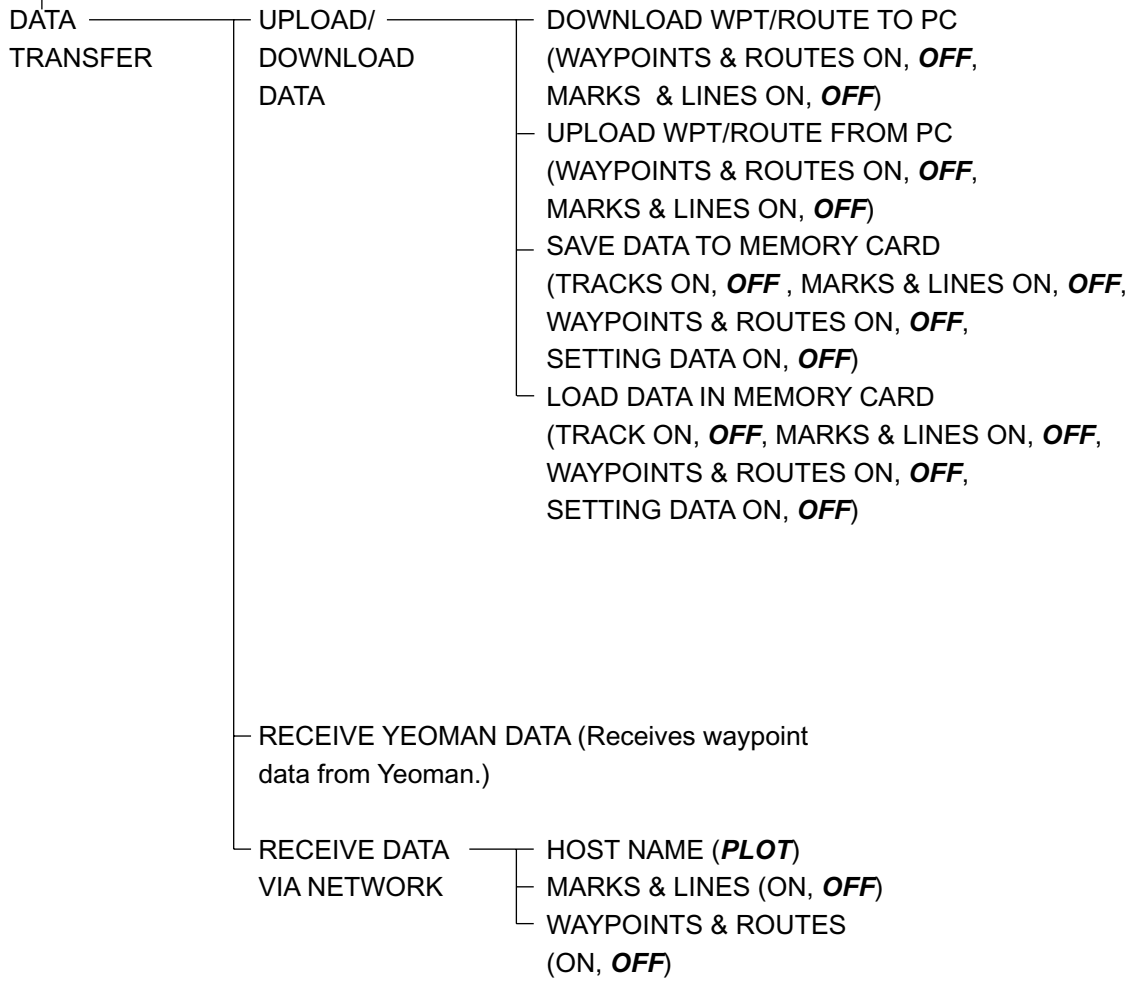 DATA
TRANSFER
UPLOAD/
DOWNLOAD
DATA
DOWNLOAD WPT/ROUTE TO PC
(WAYPOINTS & ROUTES ON, OFF,
MARKS & LINES ON, OFF)
UPLOAD WPT/ROUTE FROM PC
(WAYPOINTS & ROUTES ON, OFF,
MARKS & LINES ON, OFF)
SAVE DATA TO MEMORY CARD
(TRACKS ON, OFF , MARKS & LINES ON, OFF,
WAYPOINTS & ROUTES ON, OFF,
SETTING DATA ON, OFF)
LOAD DATA IN MEMORY CARD
(TRACK ON, OFF, MARKS & LINES ON, OFF,
WAYPOINTS & ROUTES ON, OFF,
SETTING DATA ON, OFF)
RECEIVE YEOMAN DATA (Receives waypoint
data from Yeoman.)
RECEIVE DATA
VIA NETWORK
HOST NAME (PLOT)
MARKS & LINES (ON, OFF)
WAYPOINTS & ROUTES
(ON, OFF)